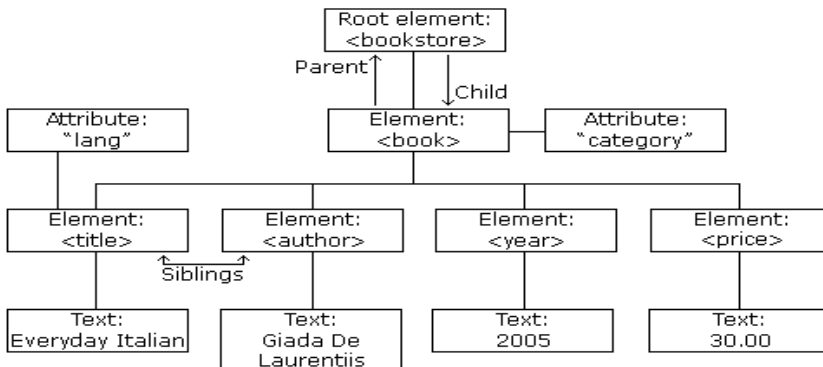 Root element:
<bookstore>
Parent
Child
Attribute:
“lang”
Element:
<book>
Attribute:
“category”
Element:
<title>
Element:
<author>
Element:
<year>
Element:
<price>
Siblings
Text:
Everyday Italian
Text:
Giada De
Laurentiis
Text:
2005
Text:
30.00